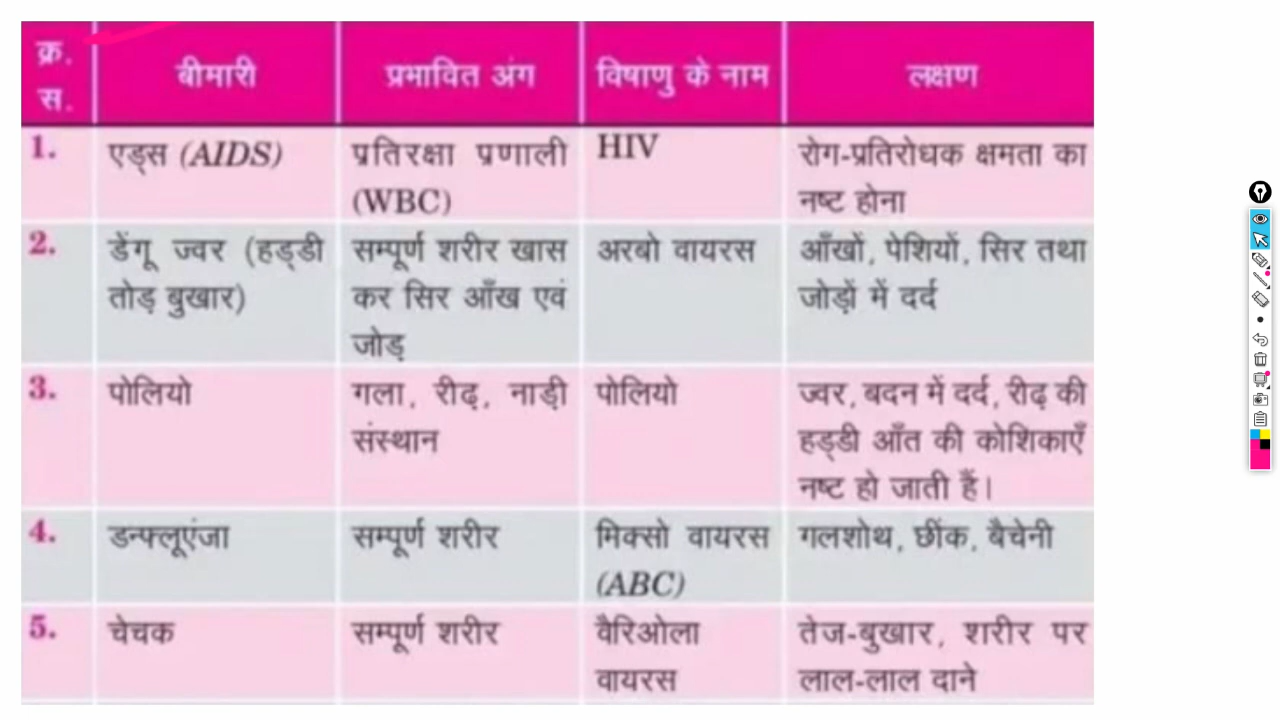 क्र. स. बीमारी प्रभावित अंग विषाणु के नाम लक्षण
1. एड्स (AIDS) प्रतिरक्षा प्रणाली HIV रोग-प्रतिरोधक क्षमता का
(WBC) नष्ट होना
2. डेंगू ज्वर (हड्डी सम्पूर्ण शरीर खास अरबो वायरस आँखों, पेशियों, सिर तथा
तोड़ बुखार) कर सिर आँख एवं जोड़ों में दर्द
जोड़
3. पोलियो गला, रीढ़, नाड़ी पोलियो ज्वर, बदन में दर्द, रीढ़ की
संस्थान हड्डी आँत की कोशिकाएँ
नष्ट हो जाती हैं।
4. डन्फ्लूएंजा सम्पूर्ण शरीर मिक्सो वायरस गलशोथ, छींक, बैचेनी
(ABC)
5. चेचक सम्पूर्ण शरीर वैरिओला तेज-बुखार, शरीर पर
वायरस लाल-लाल दाने